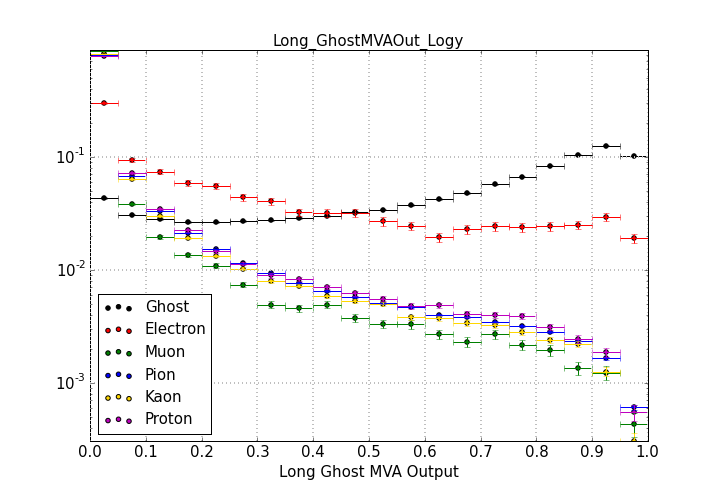 Long_GhostMVAOut_Logy
10⁻¹
10⁻²
10⁻³
Ghost
Electron
Muon
Pion
Kaon
Proton
0.0 0.1 0.2 0.3 0.4 0.5 0.6 0.7 0.8 0.9 1.0
Long Ghost MVA Output